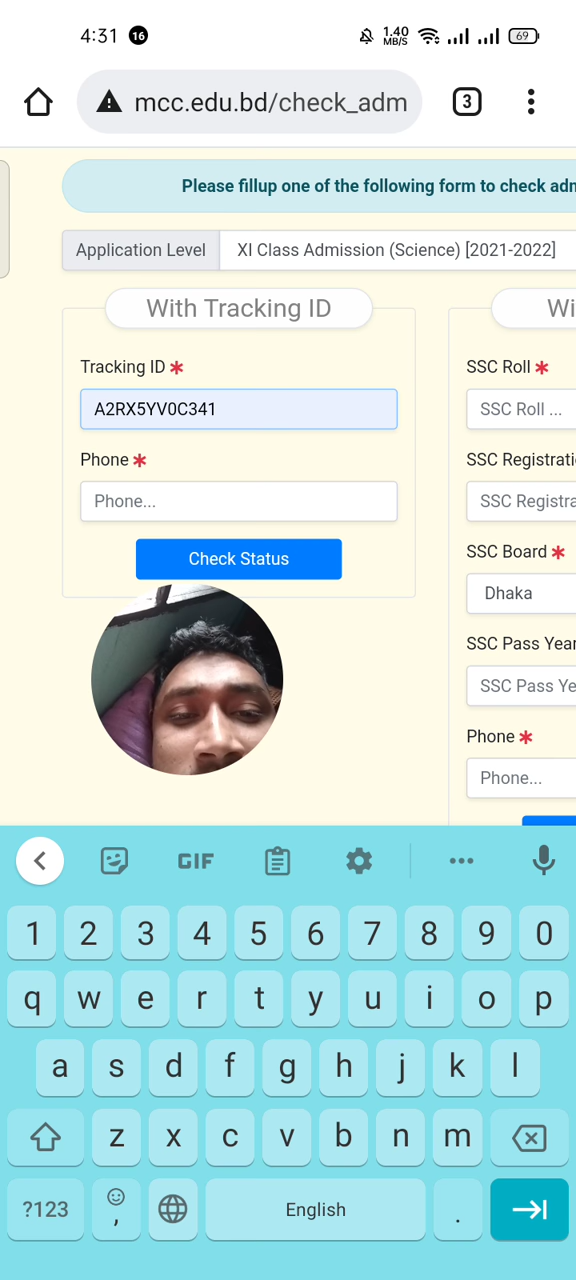 4:31 16 1.40 MB/S 69
mcc.edu.bd/check_adm 3
Please fillup one of the following form to check adm
Application Level XI Class Admission (Science) [2021-2022]
With Tracking ID
Wi
Tracking ID *
A2RX5YV0C341
Phone *
Phone...
Check Status
SSC Roll *
SSC Roll ...
SSC Registrati
SSC Registra
SSC Board *
Dhaka
SSC Pass Year
SSC Pass Ye
Phone *
Phone...
GIF
1 2 3 4 5 6 7 8 9 0
q w e r t y u i o p
a s d f g h j k l
z x c v b n m
?123 , English .